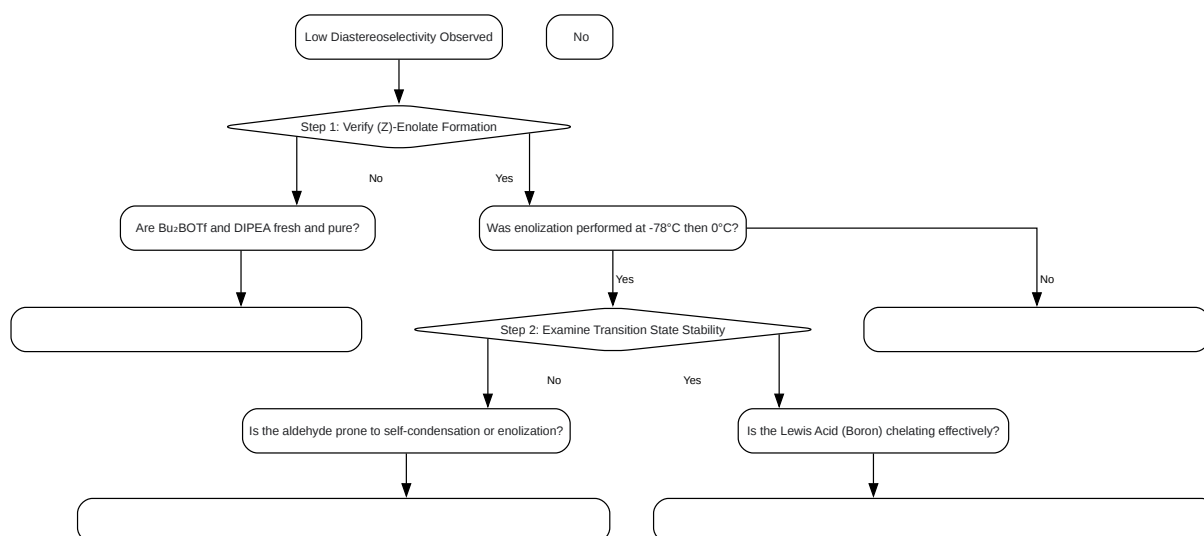 Low Diastereoselectivity Observed
No
Step 1: Verify (Z)-Enolate Formation
No
Yes
Are Bu₂BOTf and DIPEA fresh and pure?
Was enolization performed at -78°C then 0°C?
Yes
No
Step 2: Examine Transition State Stability
No
Yes
Is the aldehyde prone to self-condensation or enolization?
Is the Lewis Acid (Boron) chelating effectively?